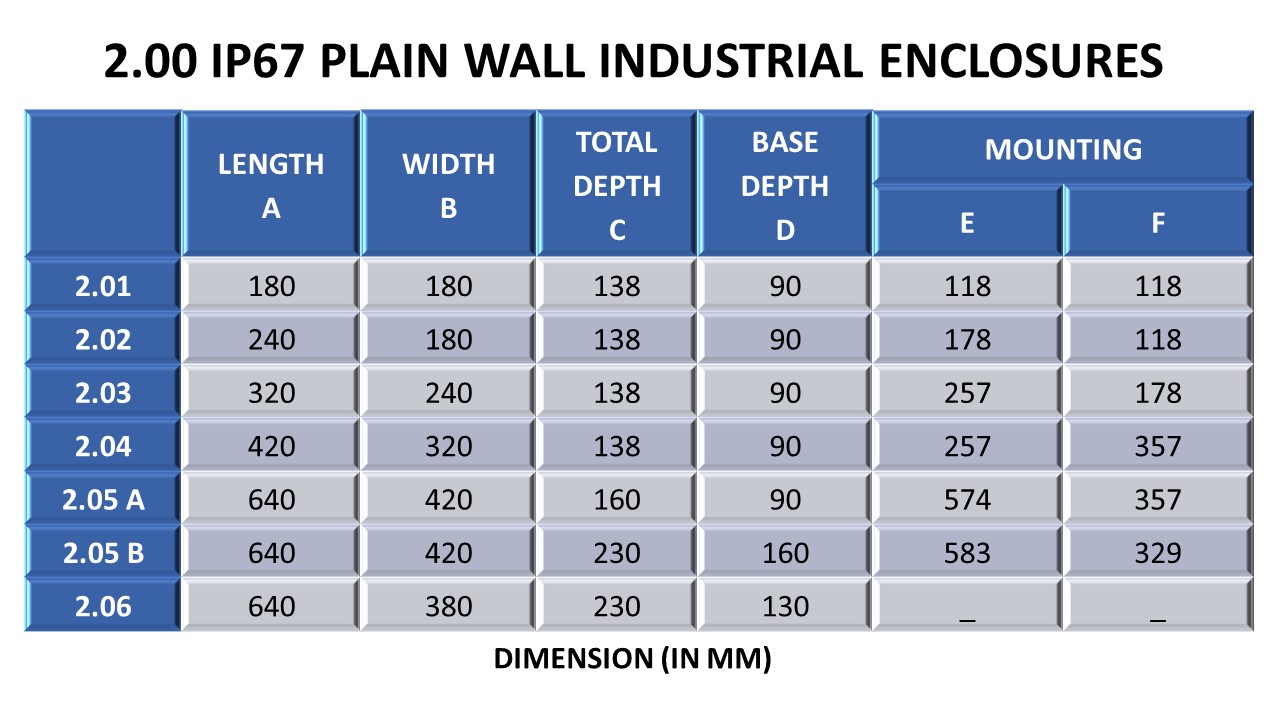 2.00 IP67 PLAIN WALL INDUSTRIAL ENCLOSURES
LENGTH A WIDTH B TOTAL DEPTH C BASE DEPTH D MOUNTING
E F
2.01 180 180 138 90 118 118
2.02 240 180 138 90 178 118
2.03 320 240 138 90 257 178
2.04 420 320 138 90 257 357
2.05 A 640 420 160 90 574 357
2.05 B 640 420 230 160 583 329
2.06 640 380 230 130 _ _
DIMENSION (IN MM)